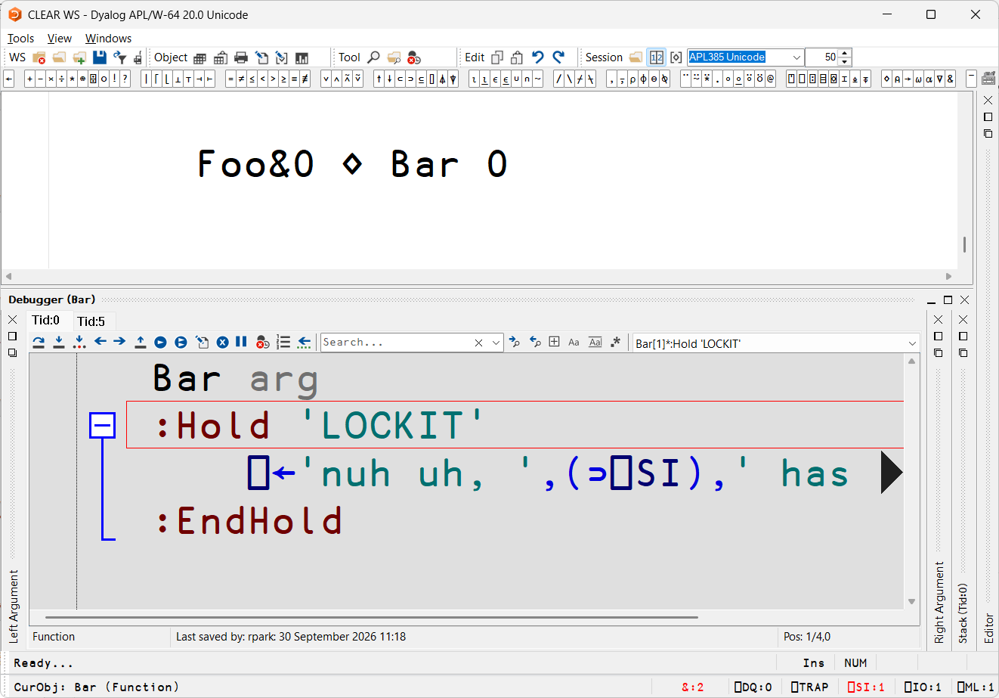 CLEAR WS - Dyalog APL/W-64 20.0 Unicode
Tools View Windows
WS Object Tool Edit Session APL385 Unicode 50
← + - × ÷ * ⍟ ⌹ ○ ! ? | ⌈ ⌊ ⊥ ⊤ ⊣ ⊢ = ≠ ≤ < > ≥ ≡ ≢ ∨ ∧ ⍲ ⍱ ↑ ↓ ⊂ ⊃ ⊆ ⌷ ⍋ ⍒ ⍳ ⍸ ∊ ⍷ ∪ ∩ ~ / \ ⌿ ⍀ , ⍪ ⍴ ⌽ ⊖ ⍉ ¨ ⍨ ⍣ . ∘ ⍛ ⍤ ⍥ @ ⍞ ⎕ ⍠ ⌸ ⌺ ⌶ ⍎ ⍕ ⋄ ⍝ → ⍵ ⍺ ∇ & ¯
Foo&0 ⋄ Bar 0
Debugger (Bar)
Tid:0 Tid:5
Search... Aa Aa .* Bar[1]*:Hold 'LOCKIT'
Bar arg
:Hold 'LOCKIT'
⎕←'nuh uh, ',(⊃⎕SI),' has
:EndHold
Left Argument
Right Argument
Stack (Tid:0)
Editor
Function Last saved by: rpark: 30 September 2026 11:18 Pos: 1/4,0
Ready... Ins NUM
CurObj: Bar (Function) &:2 ⎕DQ:0 ⎕TRAP ⎕SI:1 ⎕IO:1 ⎕ML:1